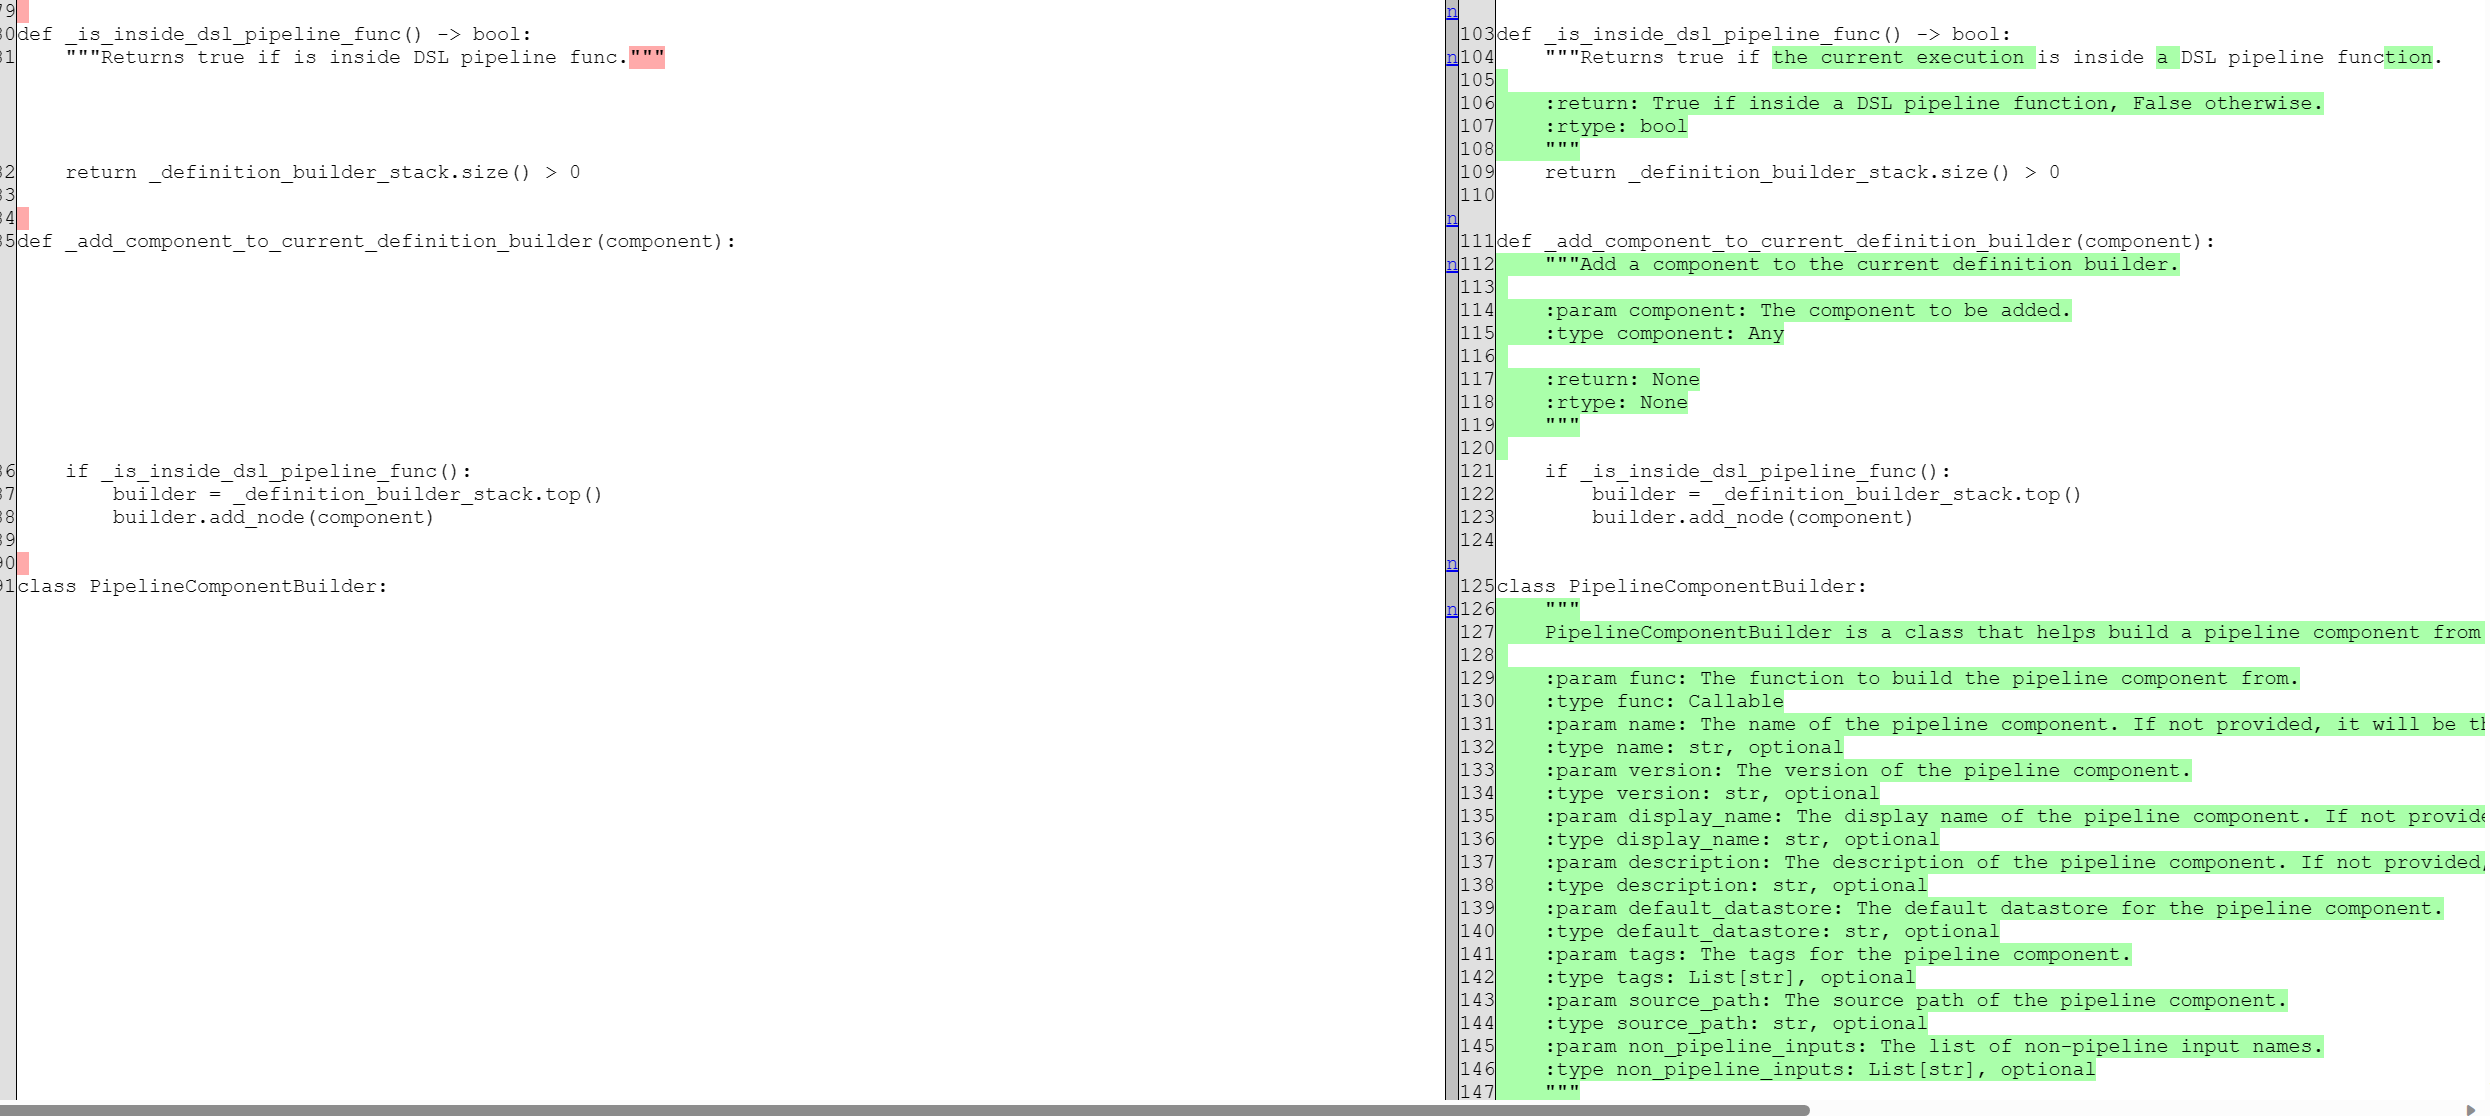 79
80def _is_inside_dsl_pipeline_func() -> bool:
81    """Returns true if is inside DSL pipeline func."""
82    return _definition_builder_stack.size() > 0
83
84
85def _add_component_to_current_definition_builder(component):
86    if _is_inside_dsl_pipeline_func():
87        builder = _definition_builder_stack.top()
88        builder.add_node(component)
89
90
91class PipelineComponentBuilder:
n
103def _is_inside_dsl_pipeline_func() -> bool:
n104    """Returns true if the current execution is inside a DSL pipeline function.
105
106    :return: True if inside a DSL pipeline function, False otherwise.
107    :rtype: bool
108    """
109    return _definition_builder_stack.size() > 0
110
n
111def _add_component_to_current_definition_builder(component):
n112    """Add a component to the current definition builder.
113
114    :param component: The component to be added.
115    :type component: Any
116
117    :return: None
118    :rtype: None
119    """
120
121    if _is_inside_dsl_pipeline_func():
122        builder = _definition_builder_stack.top()
123        builder.add_node(component)
124
n
125class PipelineComponentBuilder:
n126    """
127    PipelineComponentBuilder is a class that helps build a pipeline component from
128
129    :param func: The function to build the pipeline component from.
130    :type func: Callable
131    :param name: The name of the pipeline component. If not provided, it will be
132    :type name: str, optional
133    :param version: The version of the pipeline component.
134    :type version: str, optional
135    :param display_name: The display name of the pipeline component. If not
136    :type display_name: str, optional
137    :param description: The description of the pipeline component. If not provided,
138    :type description: str, optional
139    :param default_datastore: The default datastore for the pipeline component.
140    :type default_datastore: str, optional
141    :param tags: The tags for the pipeline component.
142    :type tags: List[str], optional
143    :param source_path: The source path of the pipeline component.
144    :type source_path: str, optional
145    :param non_pipeline_inputs: The list of non-pipeline input names.
146    :type non_pipeline_inputs: List[str], optional
147    """